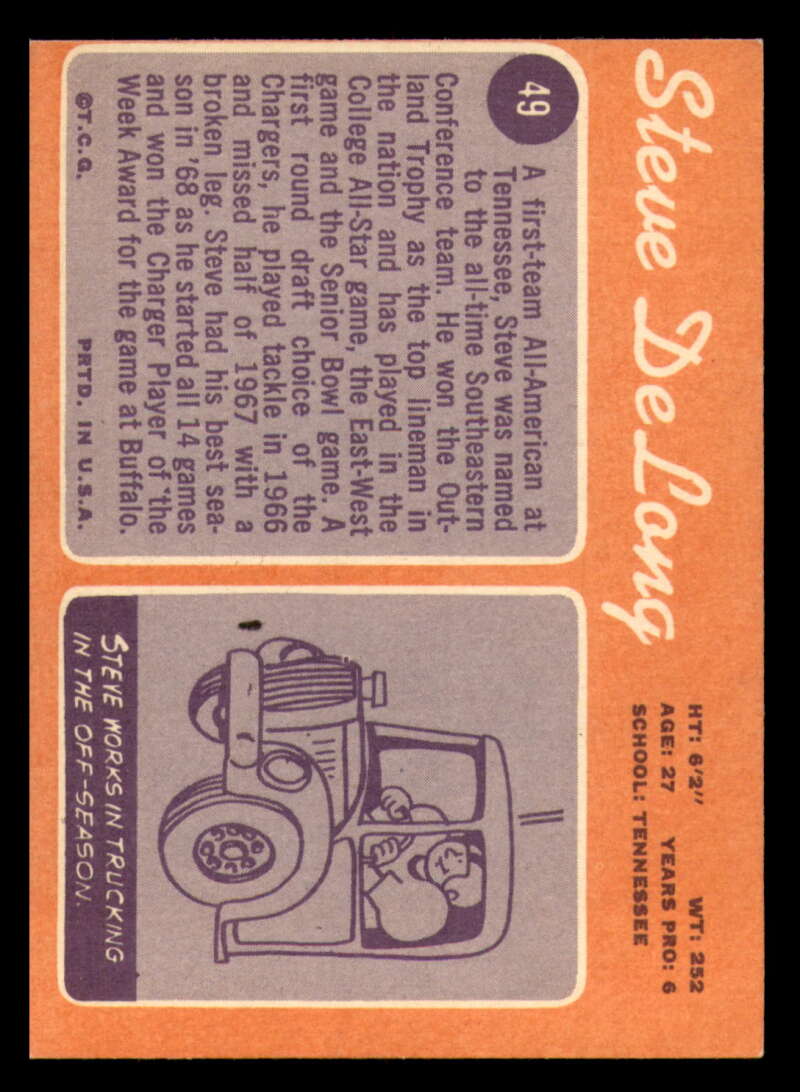 Steve DeLong
HT: 6'2" WT: 252
AGE: 27 YEARS PRO: 6
SCHOOL: TENNESSEE
49
A first-team All-American at
Tennessee, Steve was named
to the all-time Southeastern
Conference team. He won the Out-
land Trophy as the top lineman in
the nation and has played in the
College All-Star game, the East-West
game and the Senior Bowl game. A
first round draft choice of the
Chargers, he played tackle in 1966
and missed half of 1967 with a
broken leg. Steve had his best sea-
son in '68 as he started all 14 games
and won the Charger Player of the
Week Award for the game at Buffalo.
©T.C.G. PRTD. IN U.S.A.
STEVE WORKS IN TRUCKING
IN THE OFF-SEASON.